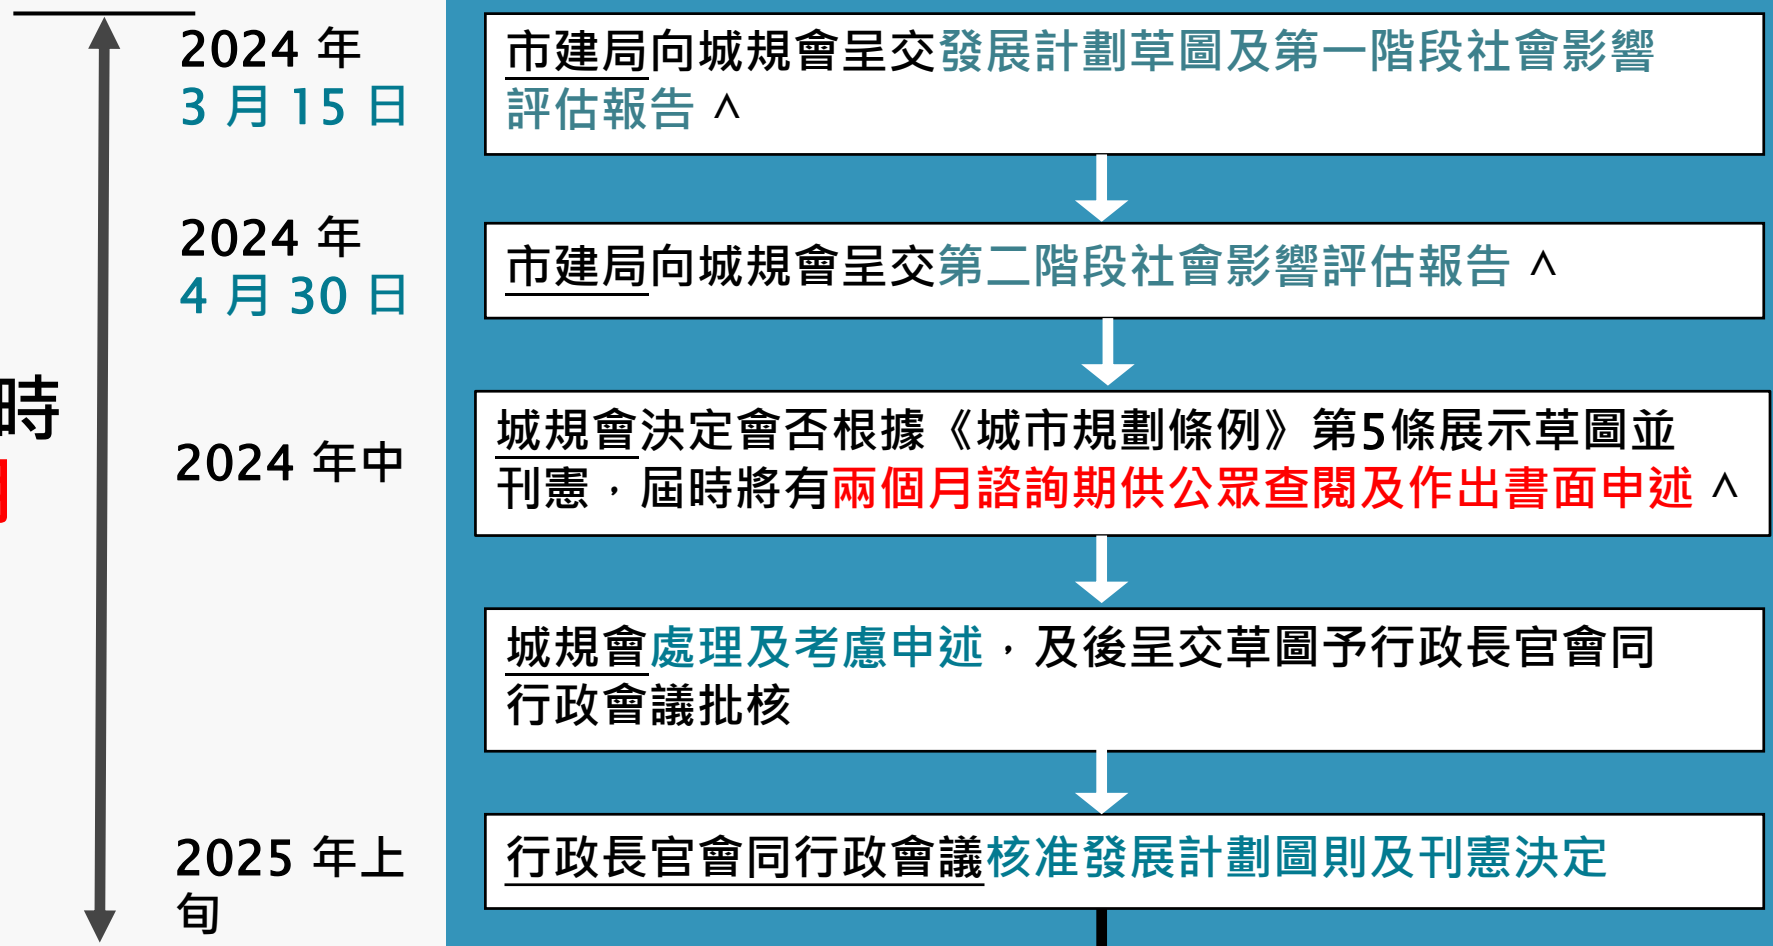 2024 年
3 月 15 日
市建局向城規會呈交發展計劃草圖及第一階段社會影響
評估報告 ^
2024 年
4 月 30 日
市建局向城規會呈交第二階段社會影響評估報告 ^
時
2024 年中
城規會決定會否根據《城市規劃條例》第5條展示草圖並
刊憲，屆時將有兩個月諮詢期供公眾查閱及作出書面申述 ^
城規會處理及考慮申述，及後呈交草圖予行政長官會同
行政會議批核
2025 年上
旬
行政長官會同行政會議核准發展計劃圖則及刊憲決定